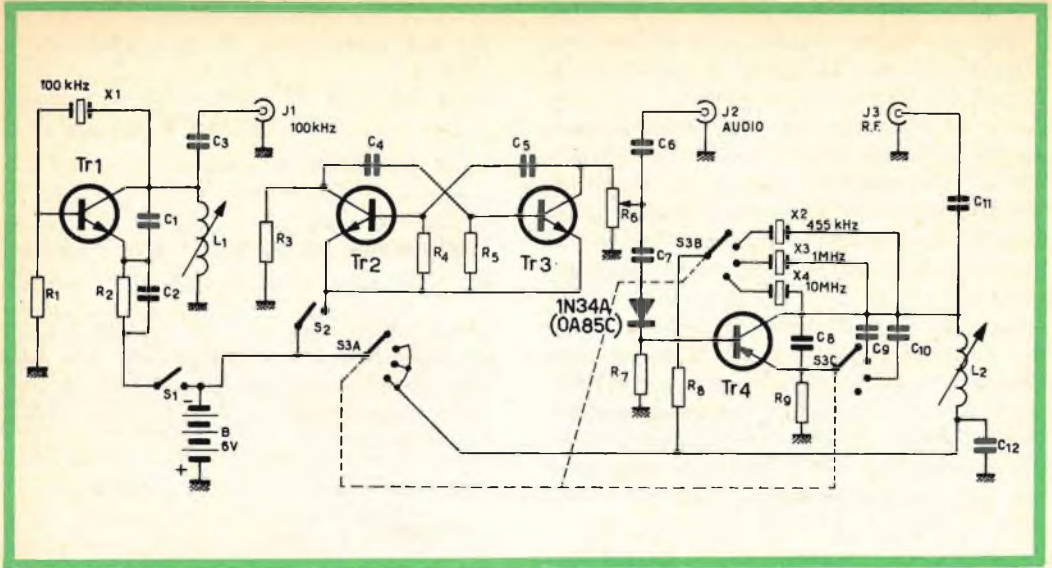 100 kHz
X1
J1
100kHz
C3
Tr1
C1
L1
R1
R2
C2
S1
−
B
6V
+
C4
C5
R3
Tr2
R4
R5
Tr3
R6
S2
S3A
C6
J2
AUDIO
C7
1N34A
(OA85C)
R7
R8
S3B
X2
455 kHz
X3
1MHz
X4
10MHz
Tr4
C8
R9
S3C
C9
C10
J3
R.F.
C11
L2
C12